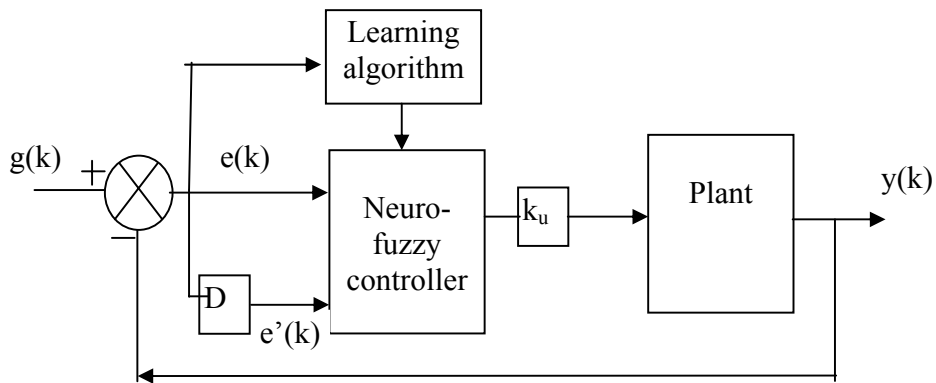 Learning
algorithm
g(k)
+
e(k)
–
Neuro-
fuzzy
controller
k_u
Plant
y(k)
D
e’(k)